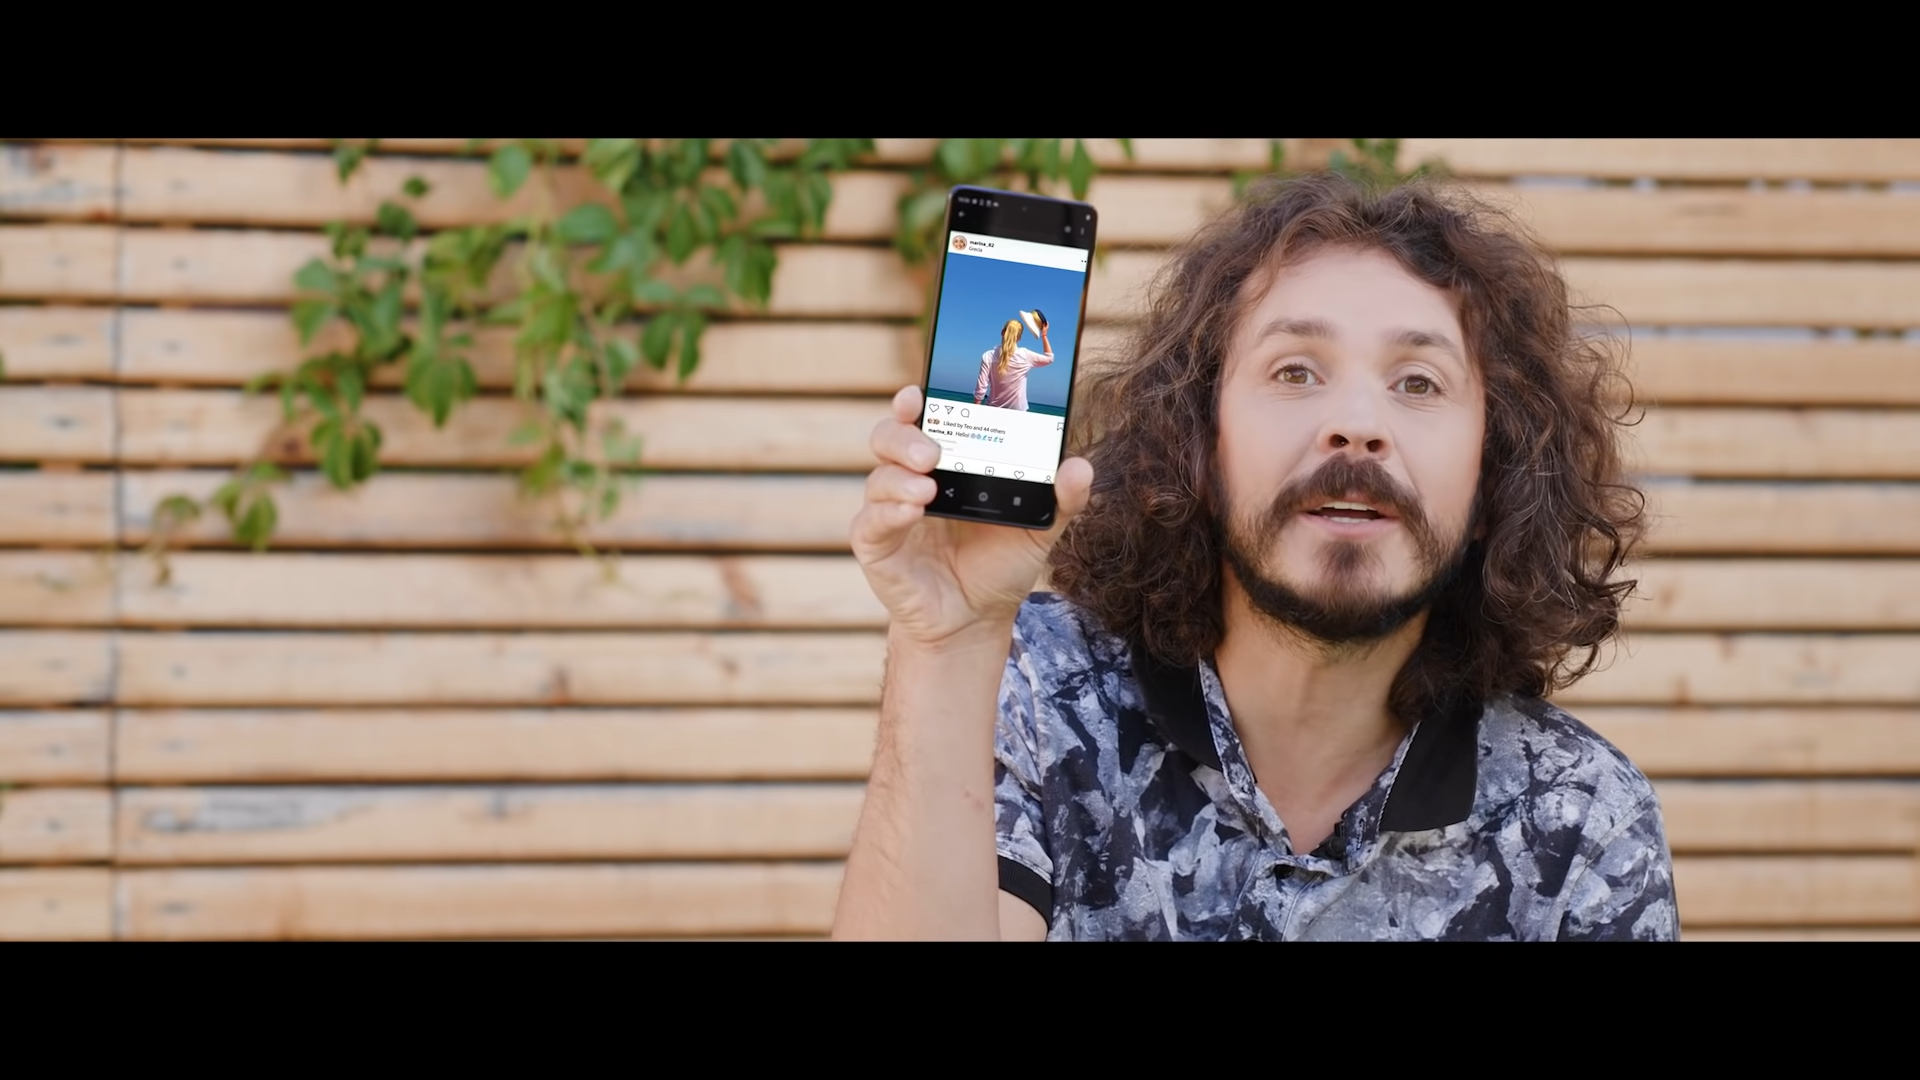 marina_82
Grecia
Liked by Teo and 44 others
marina_82 Hello!